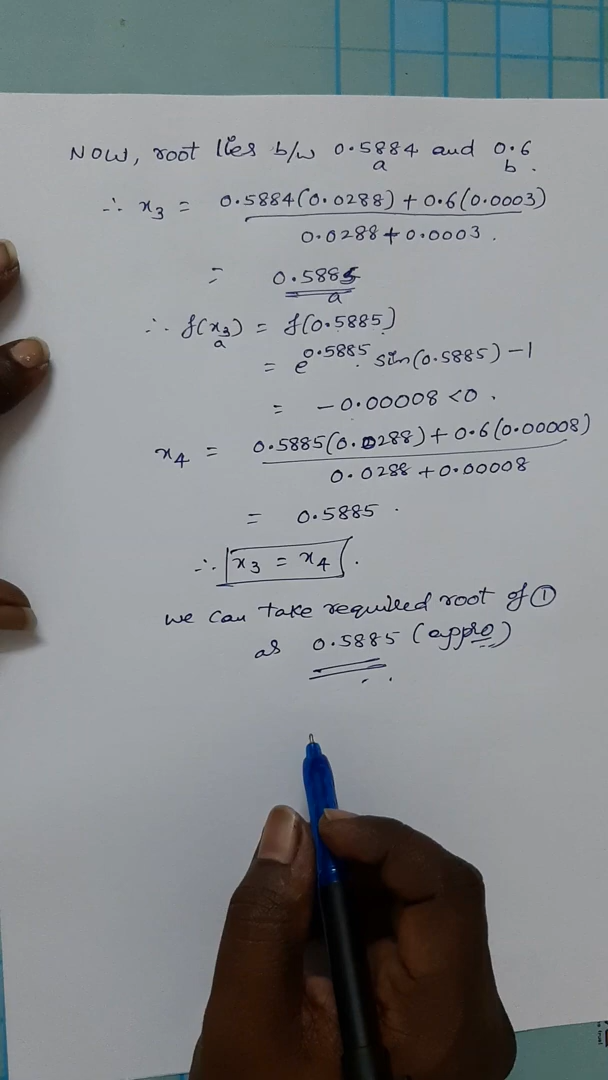 Now, root lies b/w 0.5884 and 0.6
a b.
∴ x3 = 0.5884(0.0288) + 0.6(0.0003)
0.0288 + 0.0003.
= 0.5885
a
∴ f(x3) = f(0.5885)
a
= e^0.5885 . sin(0.5885) - 1
= - 0.00008 < 0.
x4 = 0.5885(0.0288) + 0.6(0.00008)
0.0288 + 0.00008
= 0.5885.
∴ x3 = x4.
we can take required root of ①
as 0.5885 (appro)